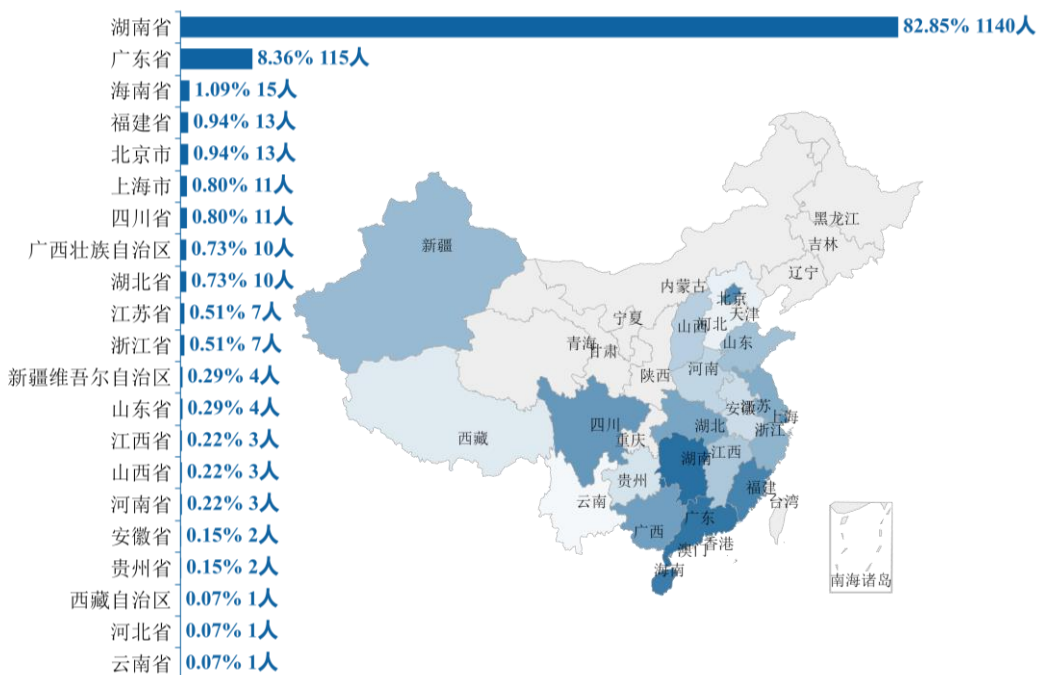 湖南省 82.85% 1140人
广东省 8.36% 115人
海南省 1.09% 15人
福建省 0.94% 13人
北京市 0.94% 13人
上海市 0.80% 11人
四川省 0.80% 11人
广西壮族自治区 0.73% 10人
湖北省 0.73% 10人
江苏省 0.51% 7人
浙江省 0.51% 7人
新疆维吾尔自治区 0.29% 4人
山东省 0.29% 4人
江西省 0.22% 3人
山西省 0.22% 3人
河南省 0.22% 3人
安徽省 0.15% 2人
贵州省 0.15% 2人
西藏自治区 0.07% 1人
河北省 0.07% 1人
云南省 0.07% 1人
黑龙江
新疆
吉林
辽宁
内蒙古
北京
天津
宁夏
山西
河北
青海
甘肃
山东
陕西
河南
安徽
江苏
上海
四川
湖北
浙江
西藏
重庆
湖南
江西
贵州
福建
云南
台湾
广东
广西
香港
澳门
海南
南海诸岛